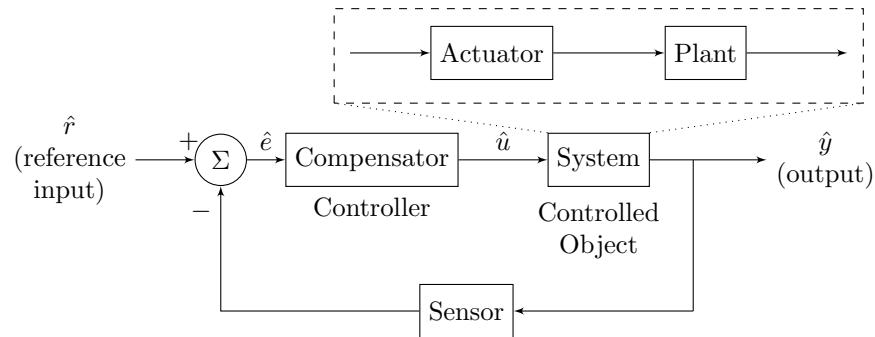 Actuator
Plant
r̂
(reference
input)
+
Σ
−
ê
Compensator
Controller
û
System
Controlled
Object
ŷ
(output)
Sensor